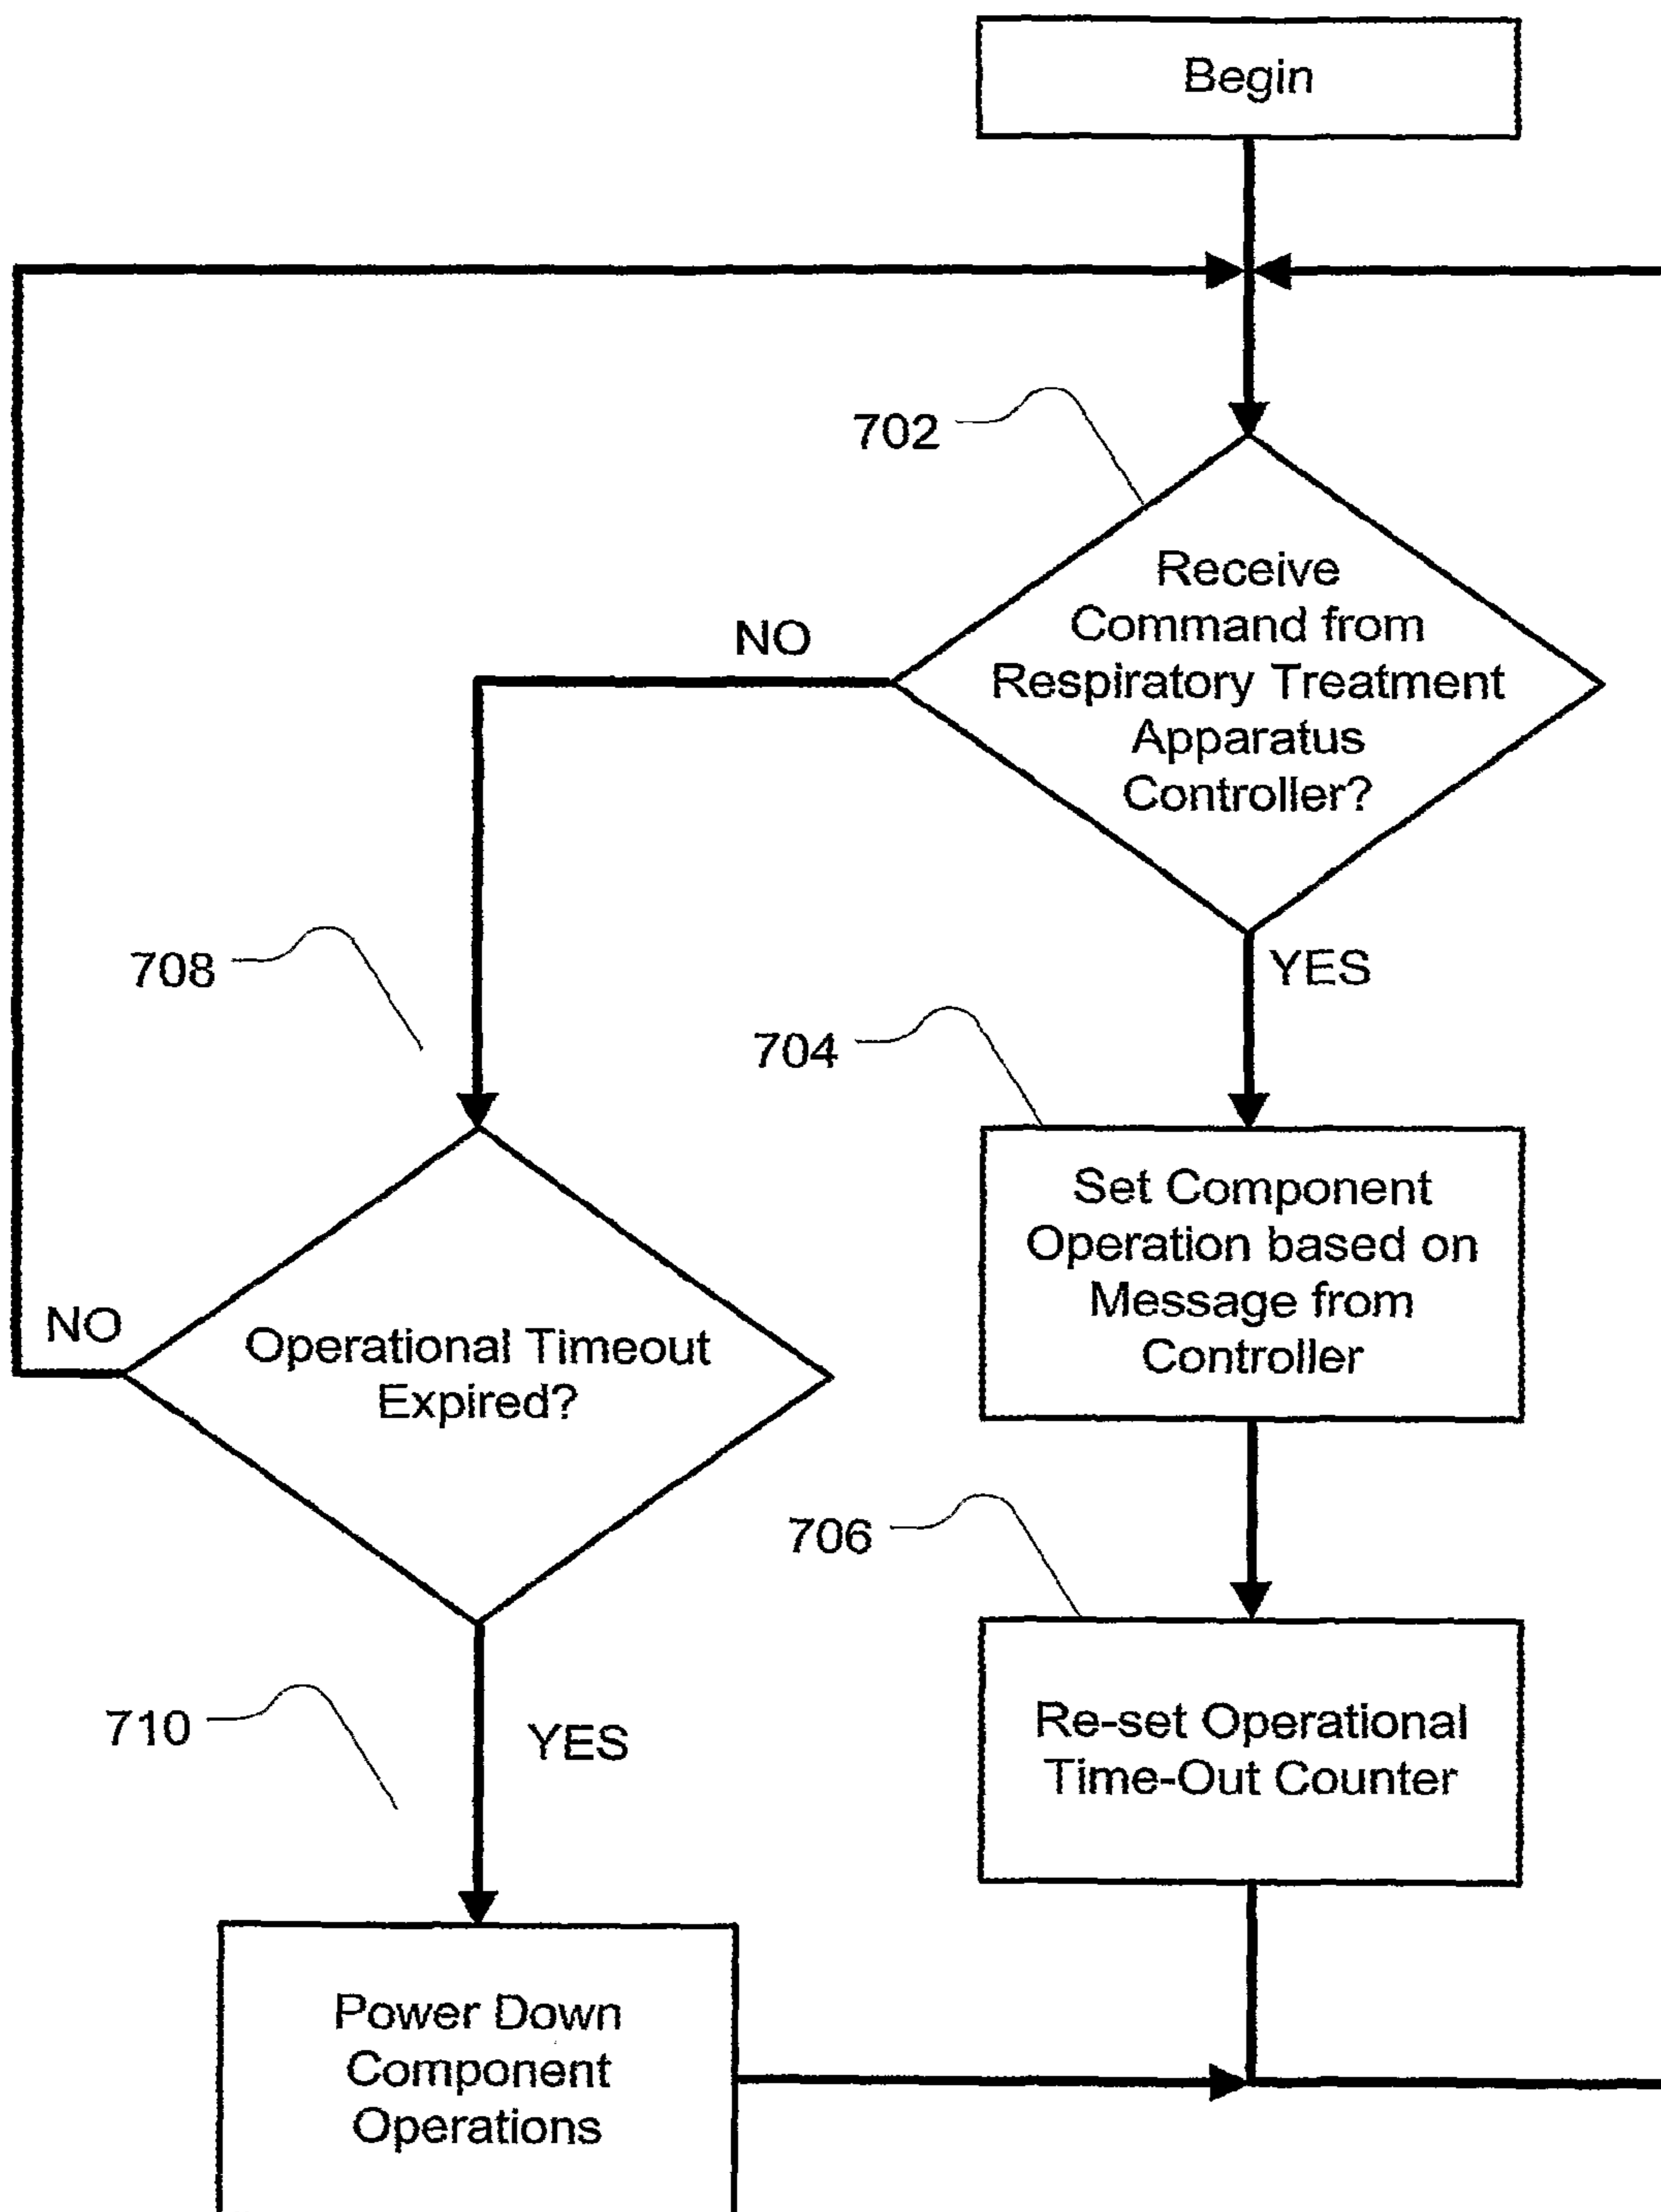 Begin
702
Receive
Command from
Respiratory Treatment
Apparatus
Controller?
NO
YES
708
704
Set Component
Operation based on
Message from
Controller
NO
Operational Timeout
Expired?
706
Re-set Operational
Time-Out Counter
710
YES
Power Down
Component
Operations